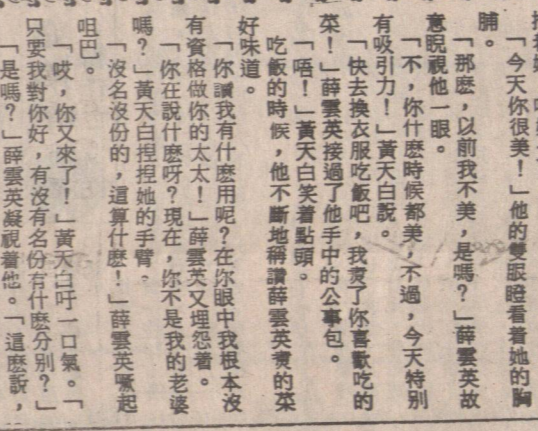 「今天你很美！」他的雙眼瞪看着她的胸
脯。
「那麽，以前我不美，是嗎？」薛雲英故
意睨視他一眼。
「不，你什麽時候都美，不過，今天特別
有吸引力！」黃天白說。
「快去換衣服吃飯吧，我煑了你喜歡吃的
菜！」薛雲英接過了他手中的公事包。
「唔！」黃天白笑着點頭。
吃飯的時候，他不斷地稱讚薛雲英煑的菜
好味道。
「你讚我有什麽用呢？在你眼中我根本沒
有資格做你的太太！」薛雲英又埋怨着。
「你在說什麽呀？現在，你不是我的老婆
嗎？」黃天白捏捏她的手臂。
「沒名沒份的，這算什麽！」薛雲英噘起
咀巴。
「哎，你又來了！」黃天白吁一口氣。「
只要我對你好，有沒有名份有什麽分別？」
「是嗎？」薛雲英凝視着他。「這麽說，